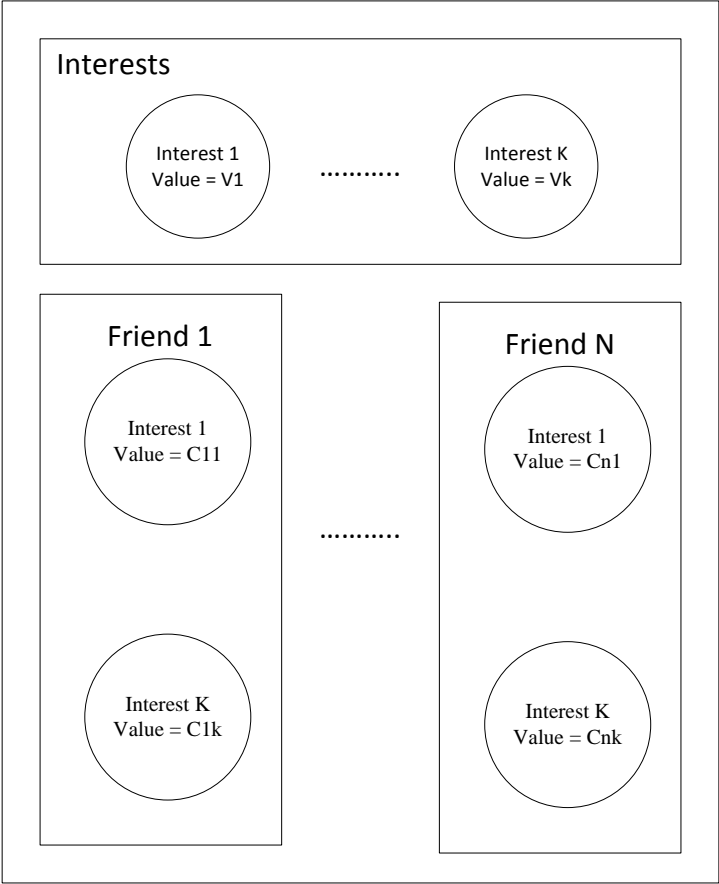 Interests
Interest 1
Value = V1
...........
Interest K
Value = Vk
Friend 1
Interest 1
Value = C11
Interest K
Value = C1k
...........
Friend N
Interest 1
Value = Cn1
Interest K
Value = Cnk